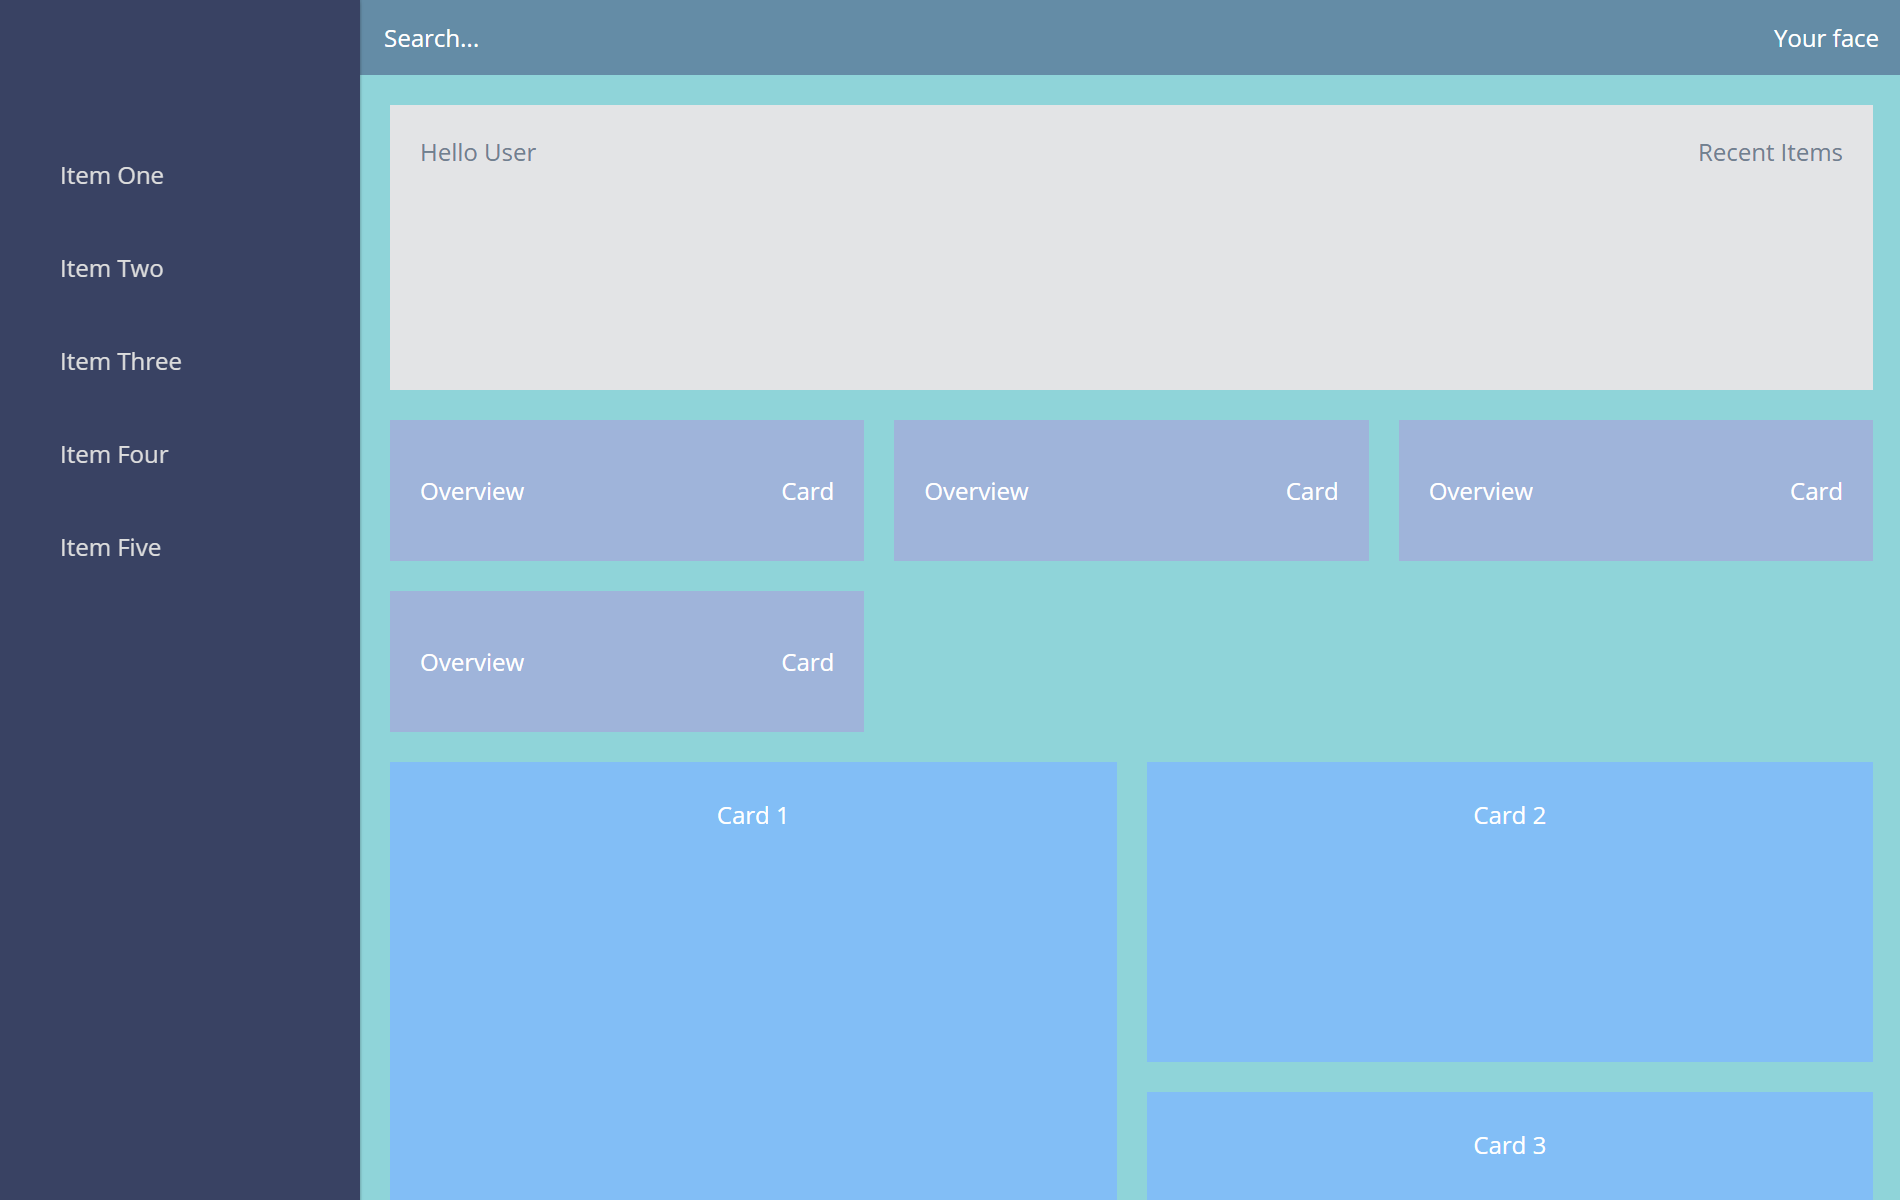 Search...
Your face
Item One
Item Two
Item Three
Item Four
Item Five
Hello User
Recent Items
Overview Card
Overview Card
Overview Card
Overview Card
Card 1
Card 2
Card 3